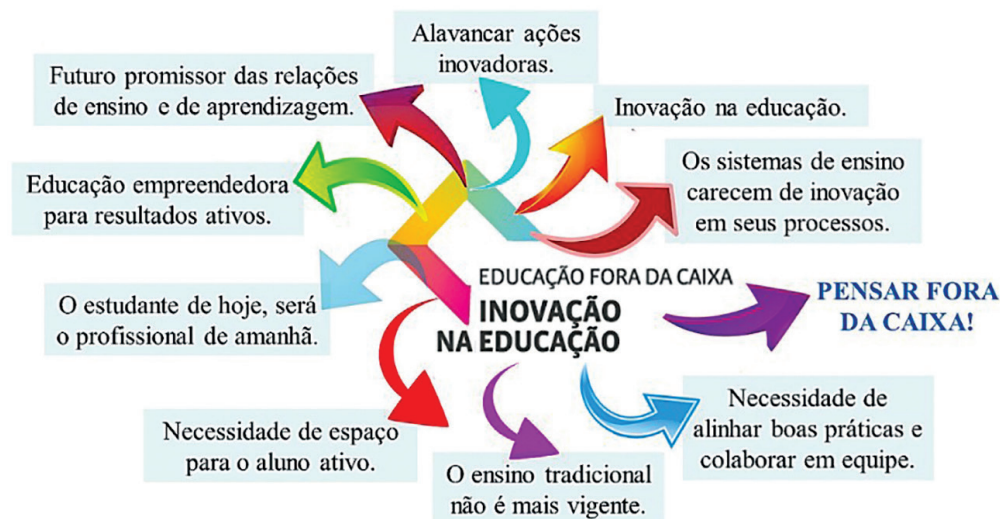 Alavancar ações
inovadoras.
Futuro promissor das relações
de ensino e de aprendizagem.
Inovação na educação.
Os sistemas de ensino
carecem de inovação
em seus processos.
Educação empreendedora
para resultados ativos.
EDUCAÇÃO FORA DA CAIXA
INOVAÇÃO
NA EDUCAÇÃO
PENSAR FORA
DA CAIXA!
O estudante de hoje, será
o profissional de amanhã.
Necessidade de
alinhar boas práticas e
colaborar em equipe.
Necessidade de espaço
para o aluno ativo.
O ensino tradicional
não é mais vigente.